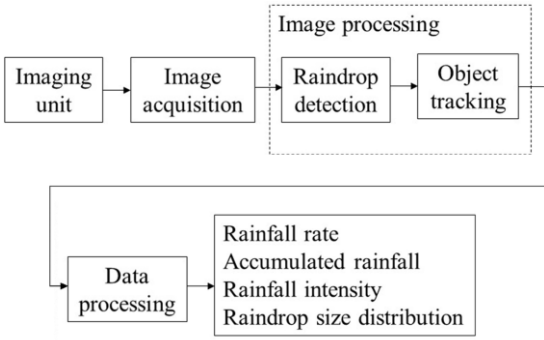 Image processing
Imaging
unit
Image
acquisition
Raindrop
detection
Object
tracking
Data
processing
Rainfall rate
Accumulated rainfall
Rainfall intensity
Raindrop size distribution